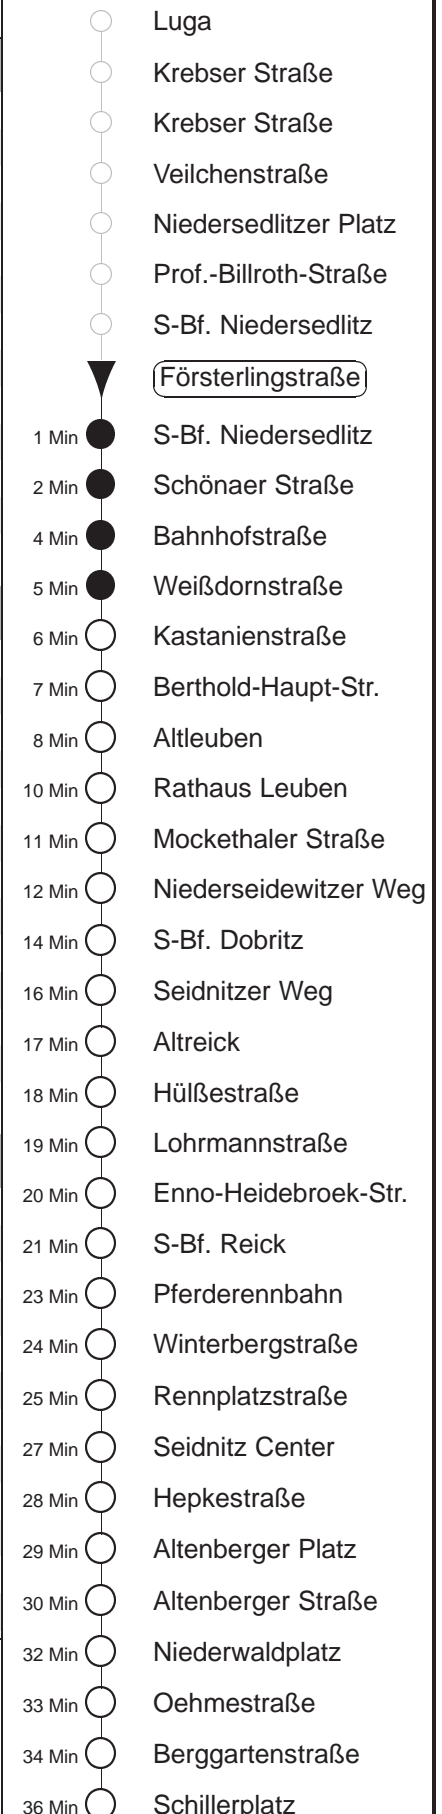 Luga
Krebser Straße
Krebser Straße
Veilchenstraße
Niedersedlitzer Platz
Prof.-Billroth-Straße
S-Bf. Niedersedlitz
Försterlingstraße
1 Min S-Bf. Niedersedlitz
2 Min Schönaer Straße
4 Min Bahnhofstraße
5 Min Weißdornstraße
6 Min Kastanienstraße
7 Min Berthold-Haupt-Str.
8 Min Altleuben
10 Min Rathaus Leuben
11 Min Mockethaler Straße
12 Min Niederseidewitzer Weg
14 Min S-Bf. Dobritz
16 Min Seidnitzer Weg
17 Min Altreick
18 Min Hülßestraße
19 Min Lohrmannstraße
20 Min Enno-Heidebroek-Str.
21 Min S-Bf. Reick
23 Min Pferderennbahn
24 Min Winterbergstraße
25 Min Rennplatzstraße
27 Min Seidnitz Center
28 Min Hepkestraße
29 Min Altenberger Platz
30 Min Altenberger Straße
32 Min Niederwaldplatz
33 Min Oehmestraße
34 Min Berggartenstraße
36 Min Schillerplatz